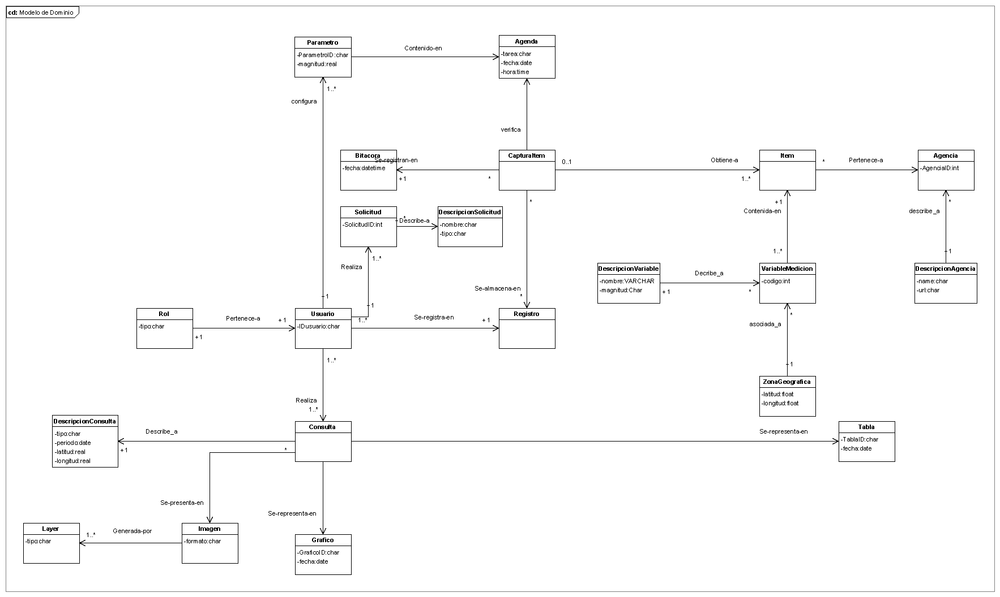 cd: Modelo de Dominio
Parametro
-ParametroID:char
-magnitud:real
Contenido-en
Agenda
-tarea:char
-fecha:date
-hora:time
1..*
configura
verifica
Bitacora
-fecha:datetime
Se-registran-en
+1
*
CapturaItem
0..1
Obtiene-a
1..*
Item
*
Pertenece-a
Agencia
-AgenciaID:int
*
+1
Contenida-en
*
describe_a
Solicitud
-SolicitudID:int
*
Describe-a
DescripcionSolicitud
-nombre:char
-tipo:char
1..*
Realiza
1..*
+1
DescripcionVariable
-nombre:VARCHAR
-magnitud:Char
Decribe_a
+1
*
VariableMedicion
-codigo:int
DescripcionAgencia
-name:char
-url:char
Se-almacena-en
*
+1
+1
Rol
-tipo:char
Pertenece-a
+1
+1
Usuario
-IDusuario:char
1..*
Se-registra-en
+1
Registro
*
asociada_a
+1
1..*
ZonaGeografica
-latitud:float
-longitud:float
Realiza
1..*
DescripcionConsulta
-tipo:char
-periodo:date
-latitud:real
-longitud:real
Describe_a
+1
*
Consulta
Se-representa-en
Tabla
-TablaID:char
-fecha:date
Se-presenta-en
Se-representa-en
Layer
-tipo:char
1..*
Generada-por
Imagen
-formato:char
Grafico
-GraficoID:char
-fecha:date